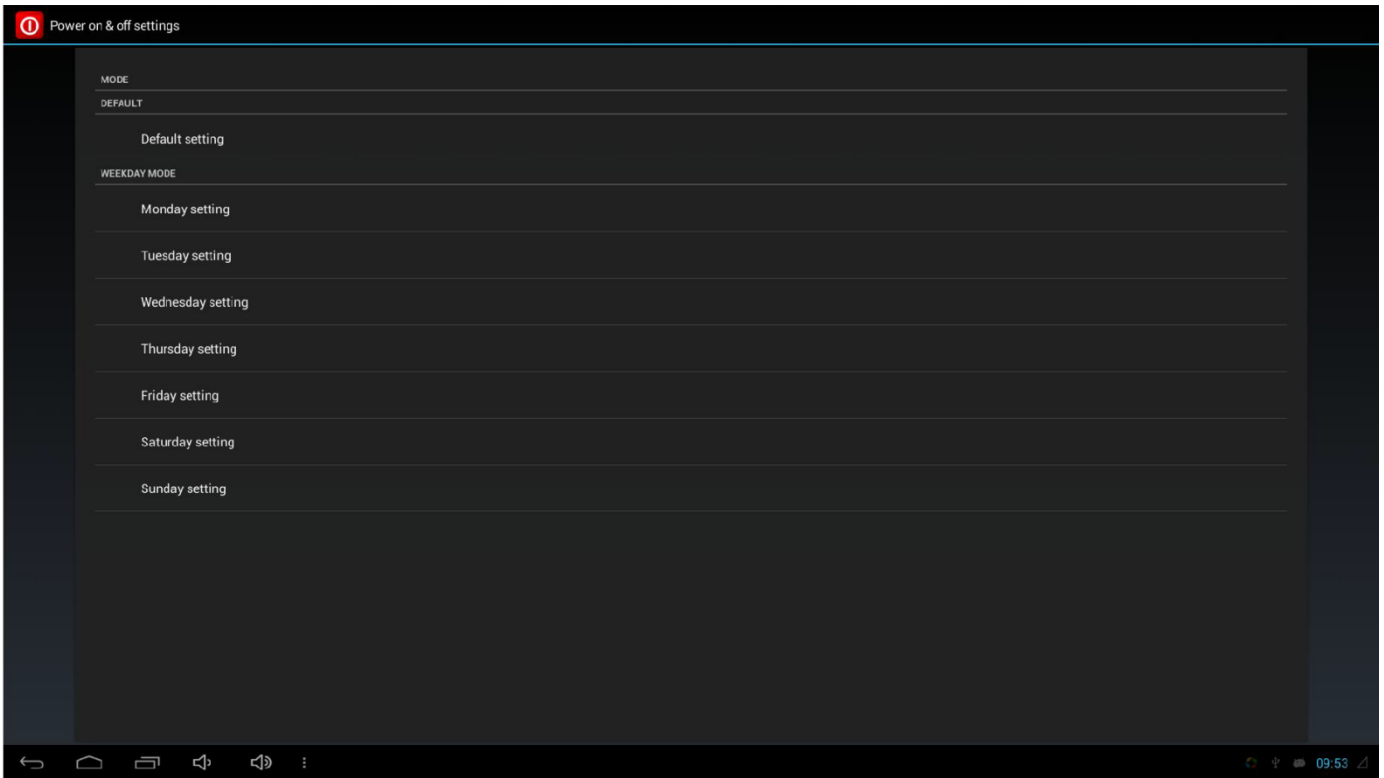 Power on & off settings
MODE
DEFAULT
Default setting
WEEKDAY MODE
Monday setting
Tuesday setting
Wednesday setting
Thursday setting
Friday setting
Saturday setting
Sunday setting
09:53